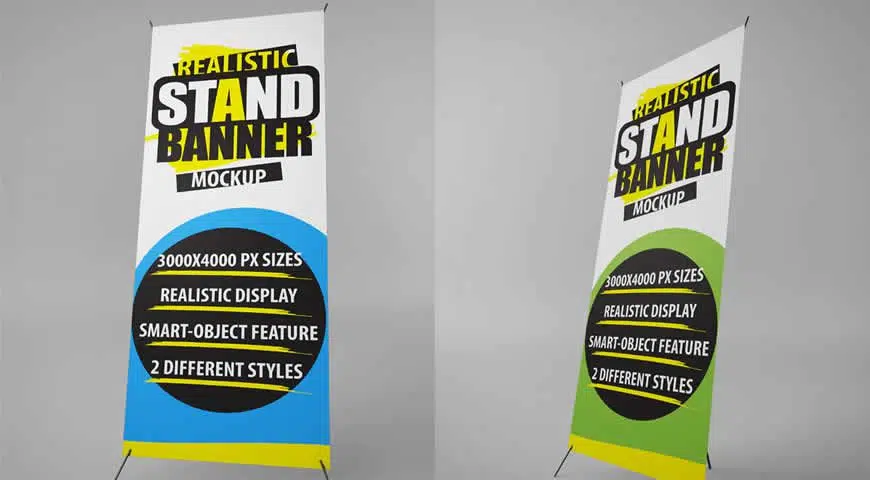 REALISTIC
STAND
BANNER
MOCKUP
3000X4000 PX SIZES
REALISTIC DISPLAY
SMART-OBJECT FEATURE
2 DIFFERENT STYLES
REALISTIC
STAND
BANNER
MOCKUP
3000X4000 PX SIZES
REALISTIC DISPLAY
SMART-OBJECT FEATURE
2 DIFFERENT STYLES